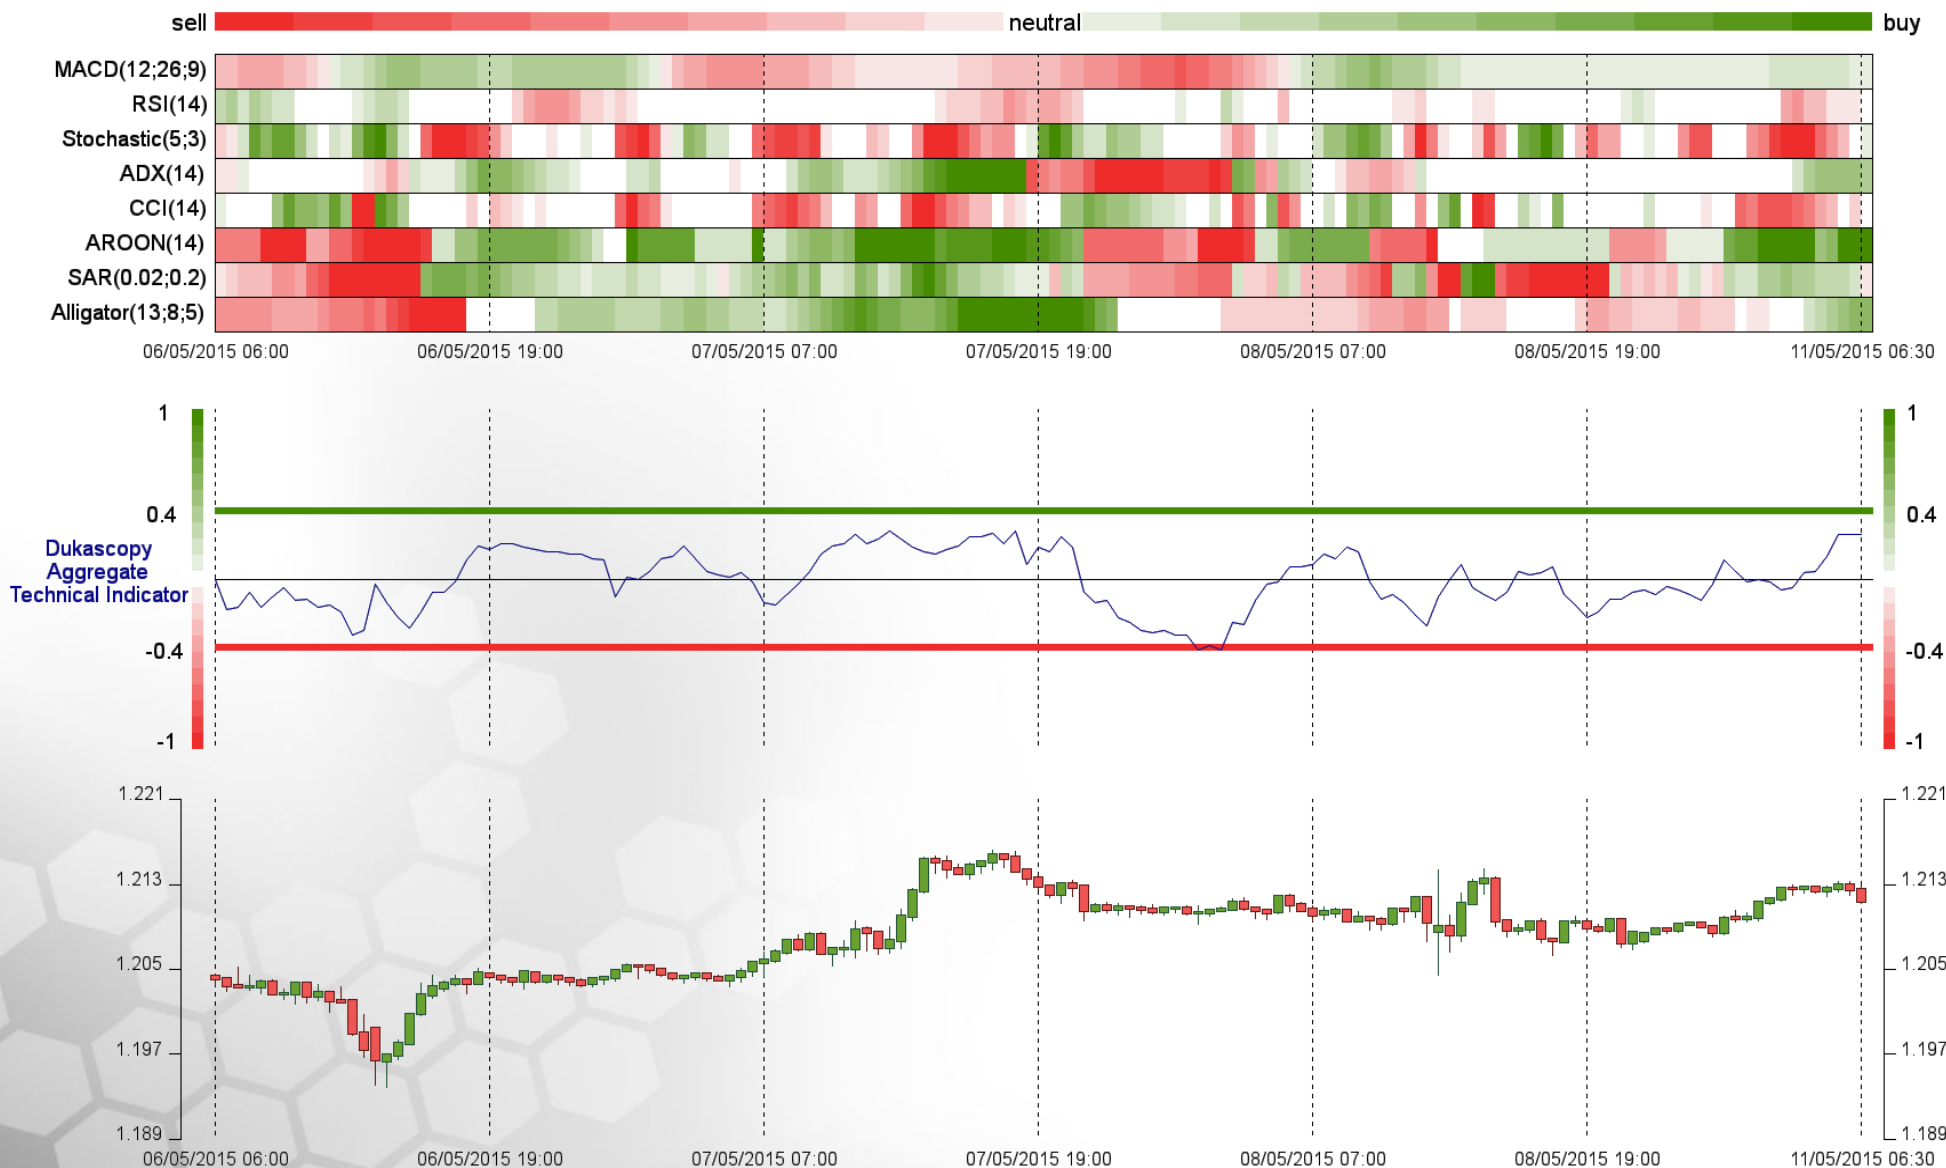 sell neutral buy
MACD(12;26;9)
RSI(14)
Stochastic(5;3)
ADX(14)
CCI(14)
AROON(14)
SAR(0.02;0.2)
Alligator(13;8;5)
06/05/2015 06:00 06/05/2015 19:00 07/05/2015 07:00 07/05/2015 19:00 08/05/2015 07:00 08/05/2015 19:00 11/05/2015 06:30
1 1
0.4 0.4
Dukascopy
Aggregate
Technical Indicator
-0.4 -0.4
-1 -1
1.221 1.221
1.213 1.213
1.205 1.205
1.197 1.197
1.189 1.189
06/05/2015 06:00 06/05/2015 19:00 07/05/2015 07:00 07/05/2015 19:00 08/05/2015 07:00 08/05/2015 19:00 11/05/2015 06:30